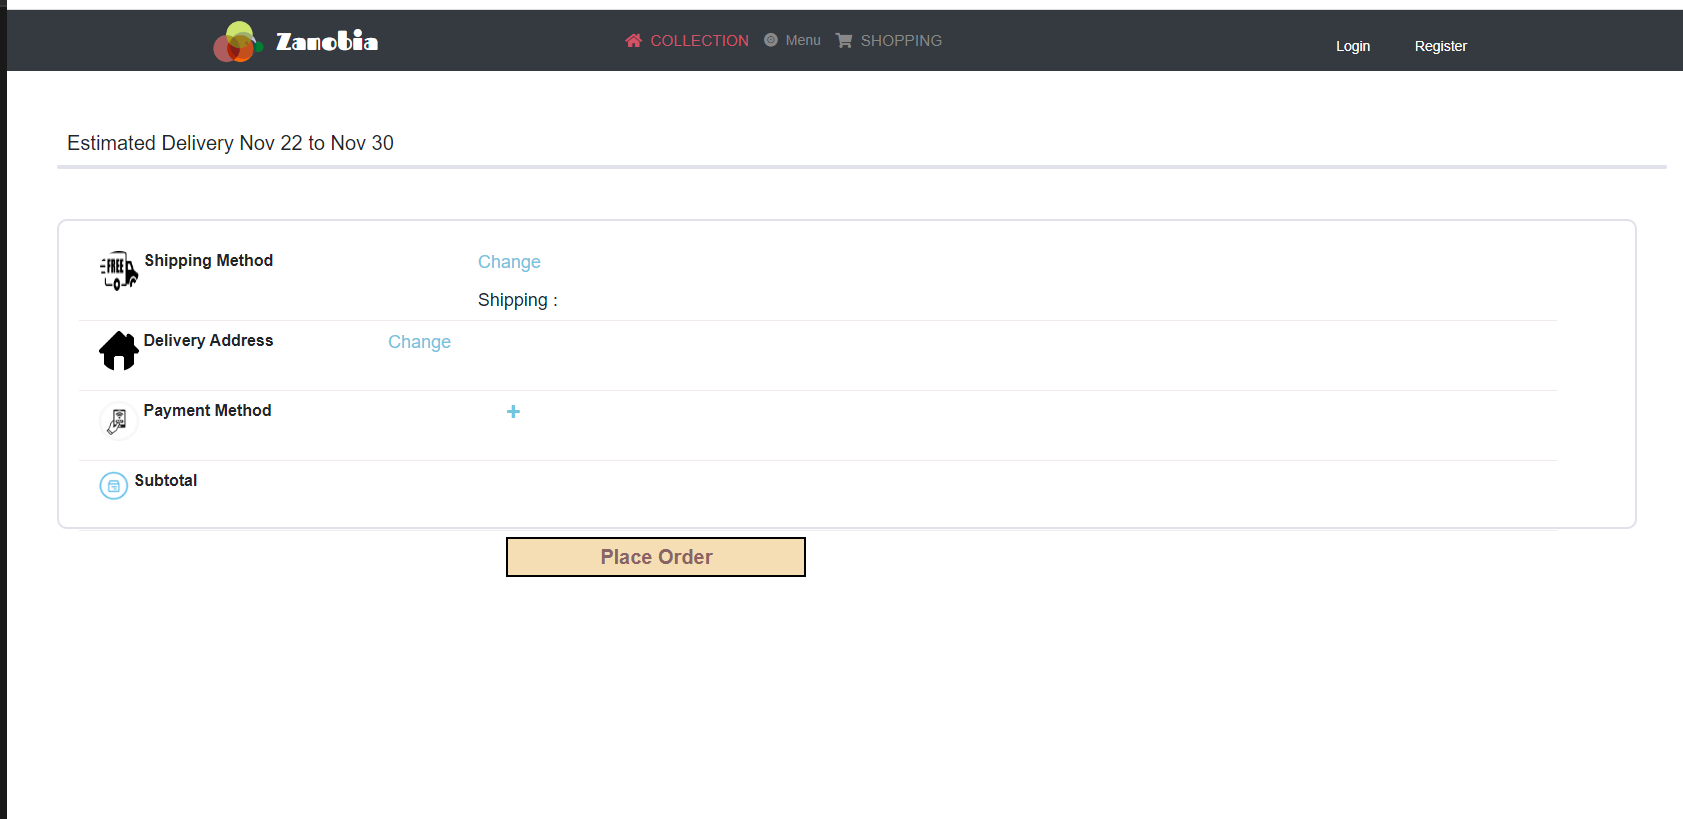 Zanobia
COLLECTION
Menu
SHOPPING
Login
Register
Estimated Delivery Nov 22 to Nov 30
FREE
Shipping Method
Change
Shipping :
Delivery Address
Change
Payment Method
+
Subtotal
Place Order